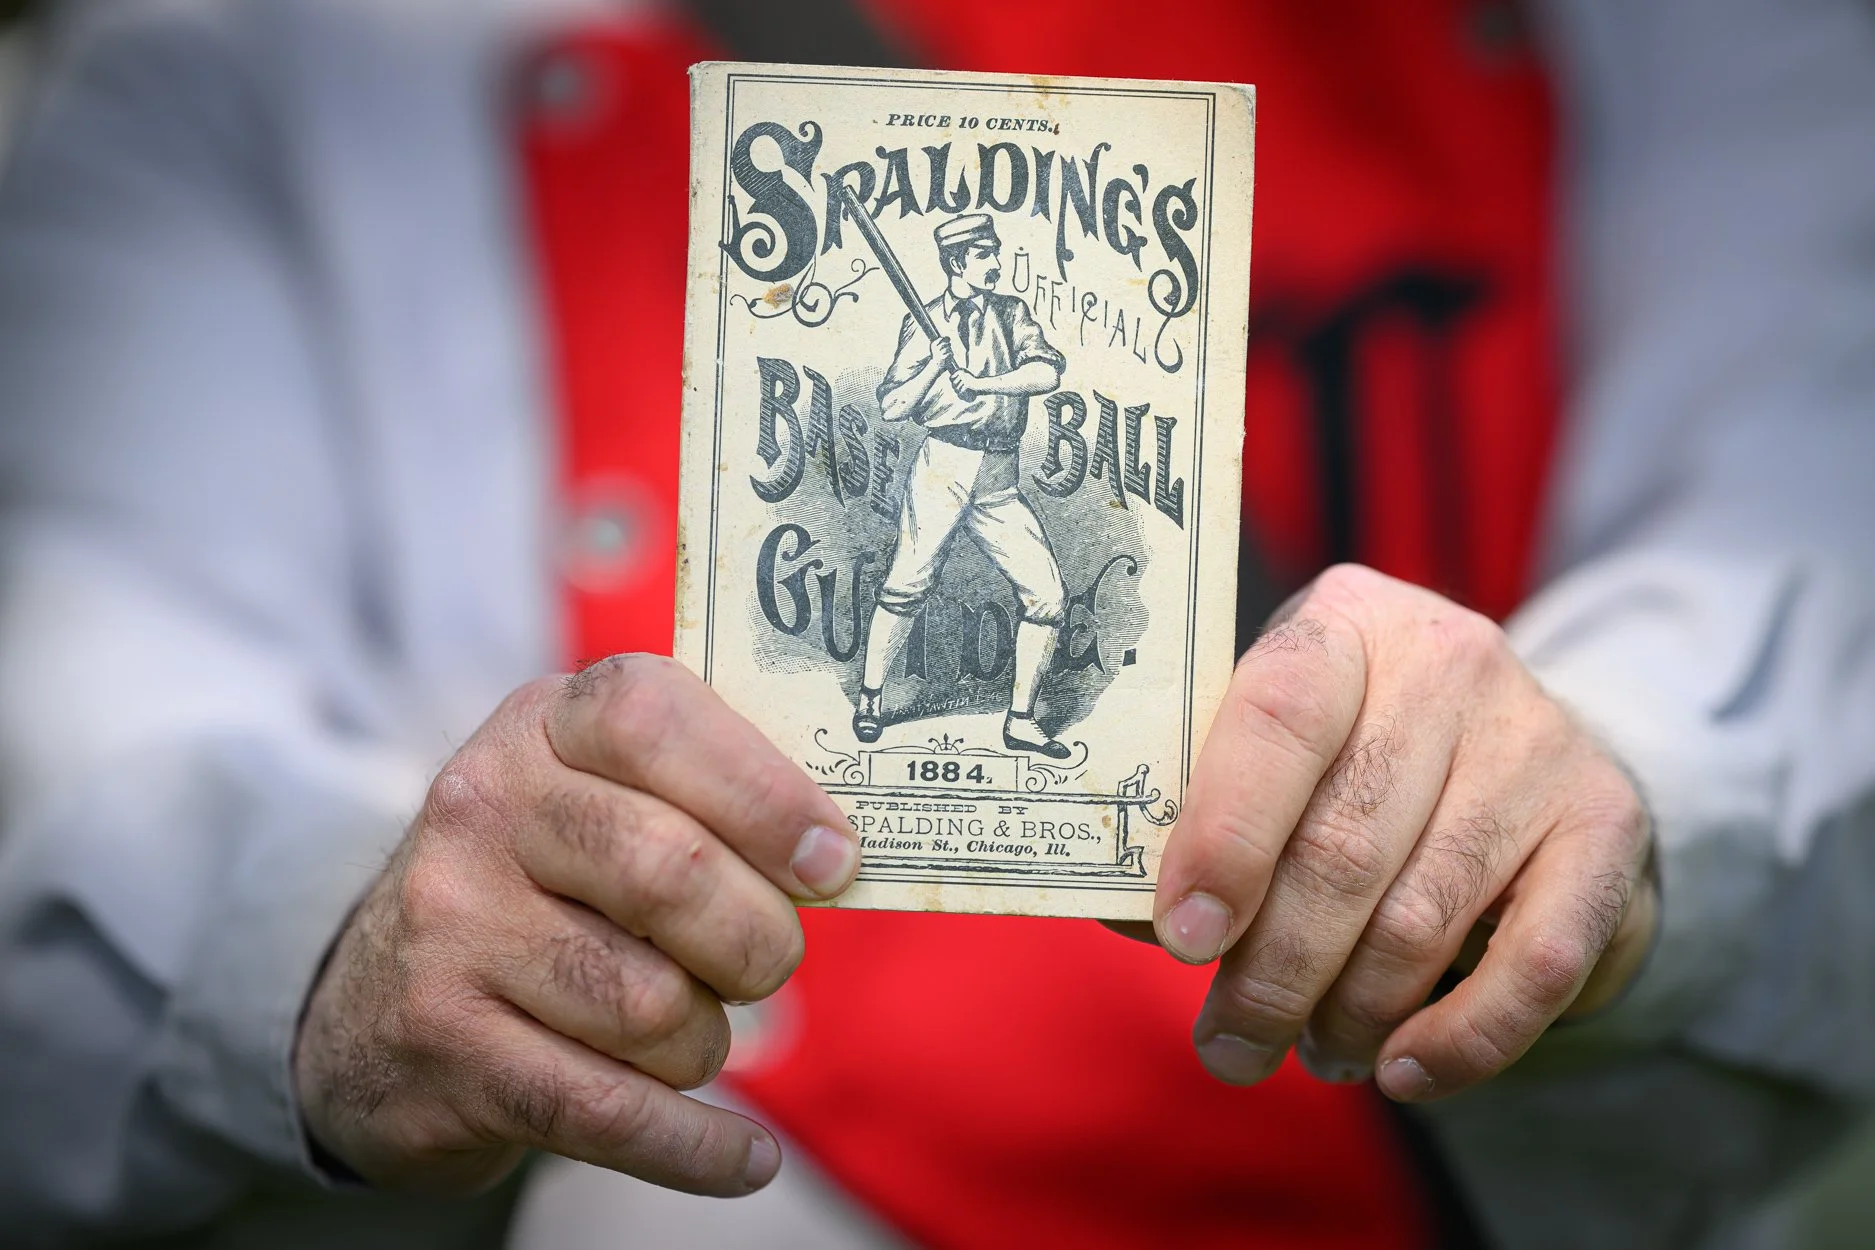 PRICE 10 CENTS.
SPALDING'S
OFFICIAL
BASE BALL
GUIDE.
1884.
PUBLISHED BY
SPALDING & BROS.,
Madison St., Chicago, Ill.